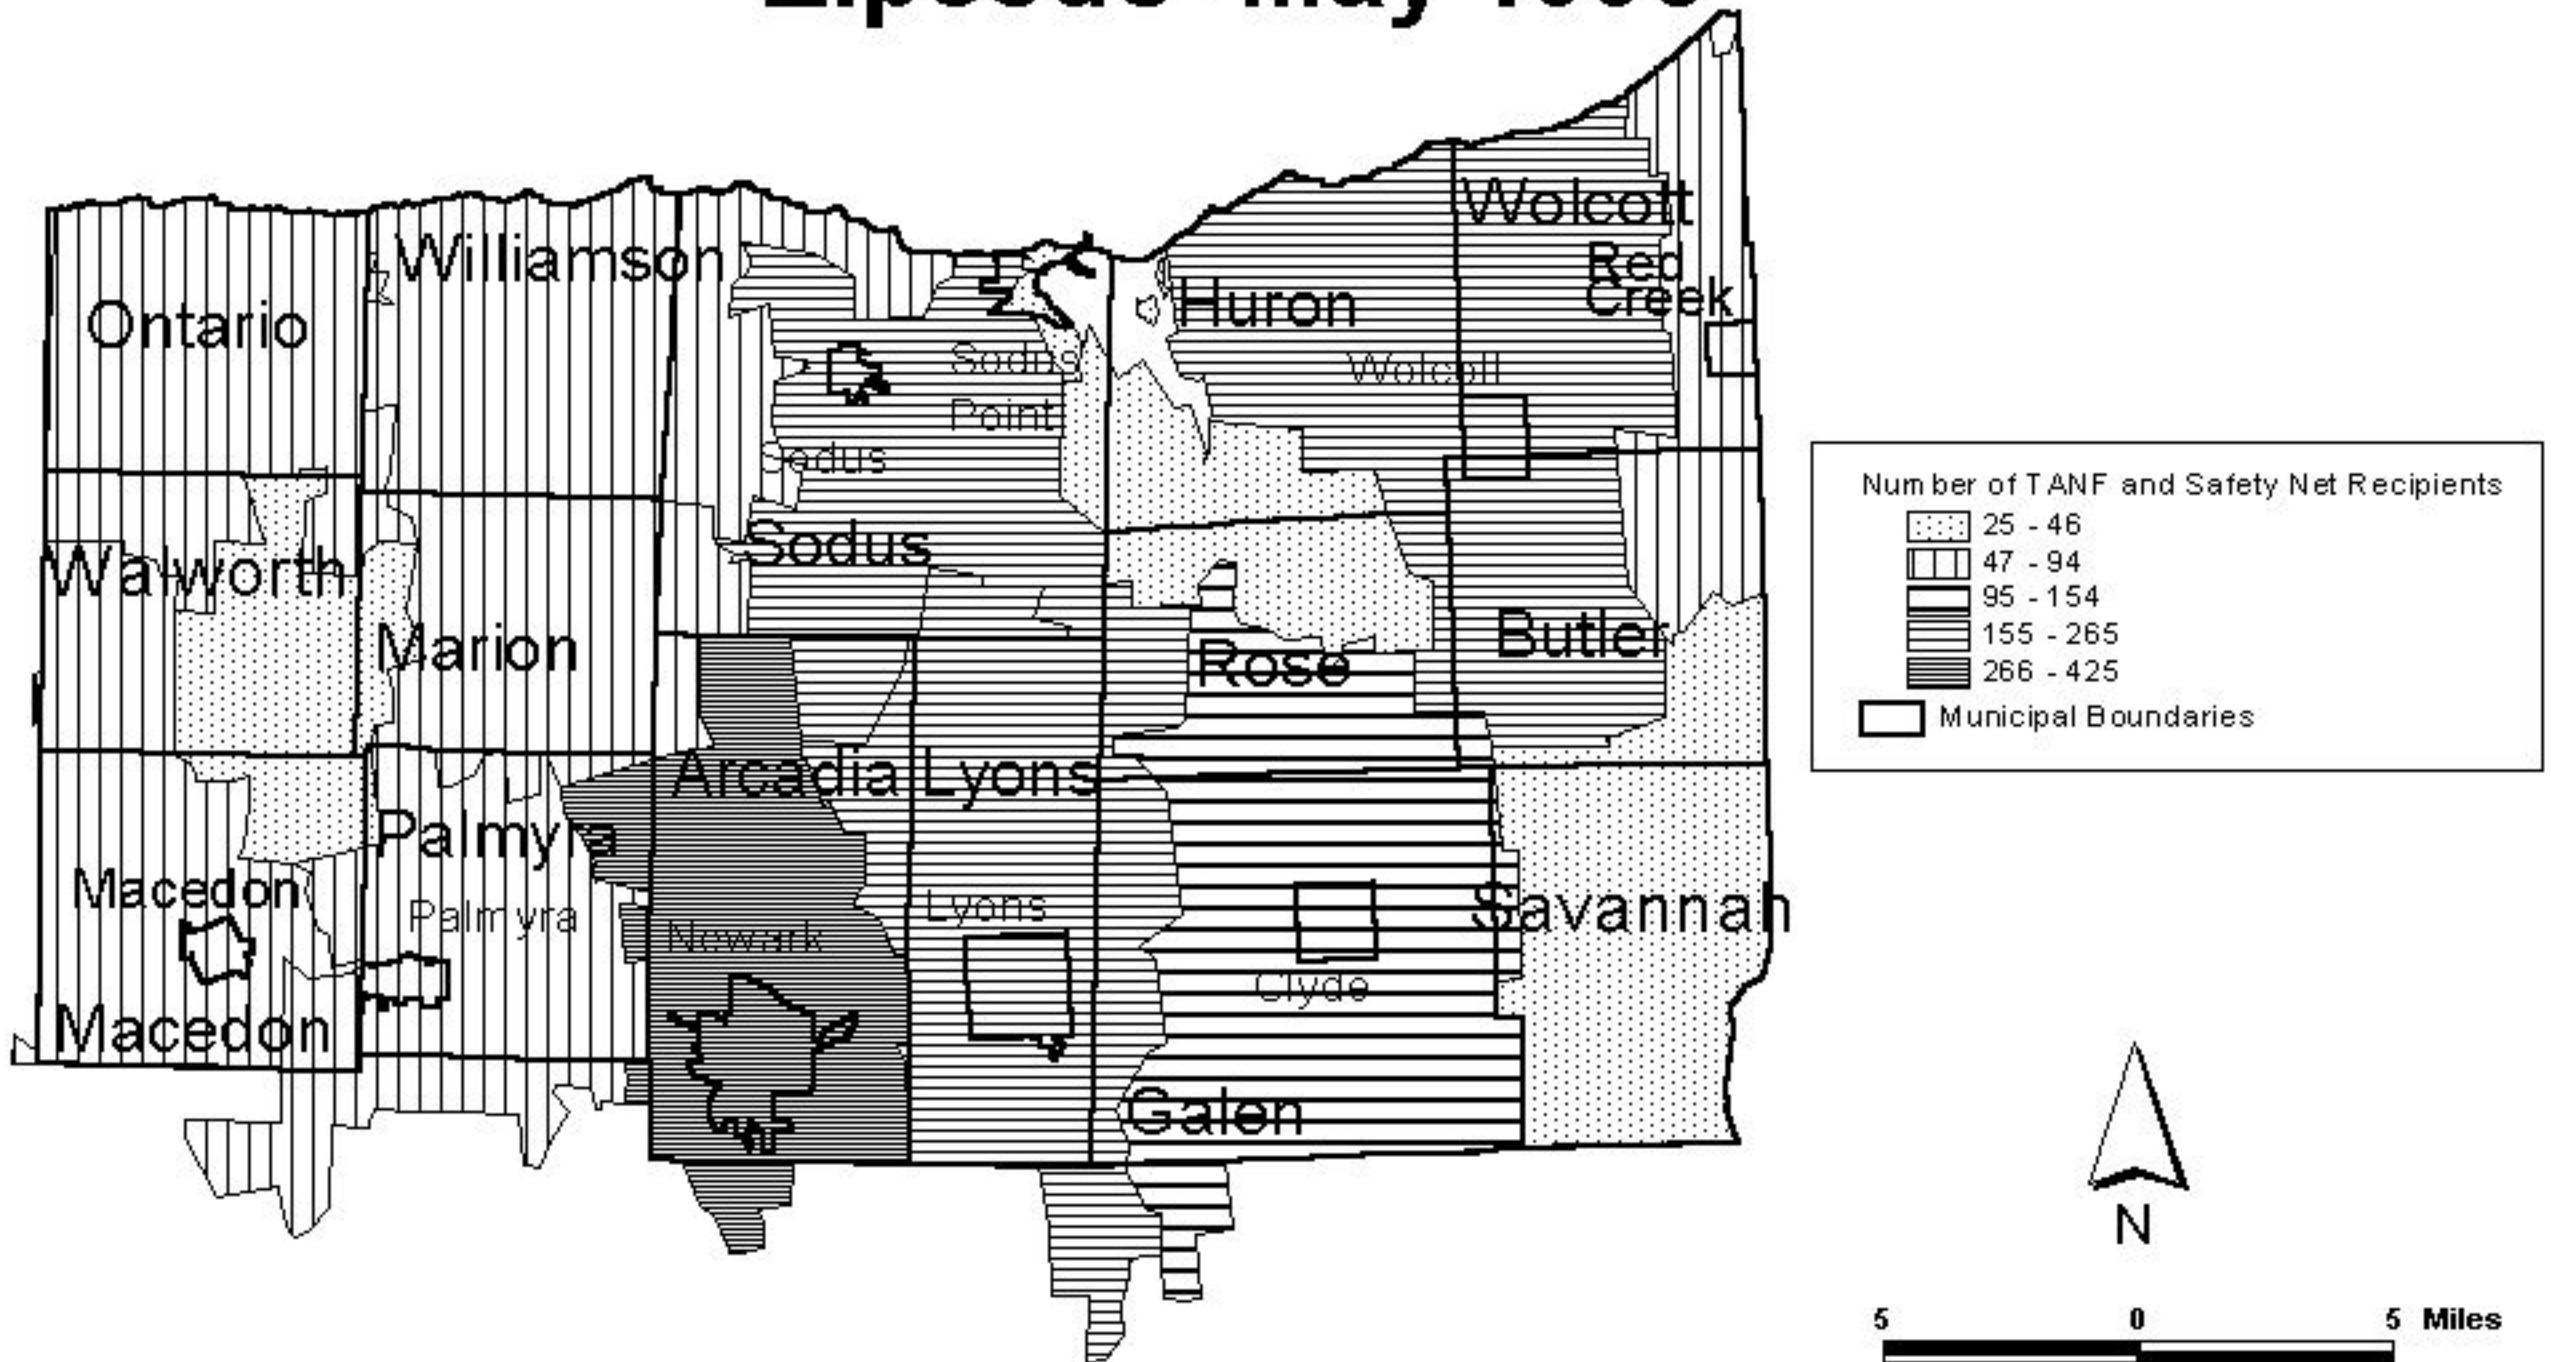 Wolcott
Williamson
Red
Creek
Ontario
Huron
Sodus
Point
Wolcott
Sodus
Sodus
Walworth
Marion
Butler
Rose
Arcadia
Lyons
Palmyra
Macedon
Palmyra
Lyons
Newark
Savannah
Clyde
Macedon
Galen
Number of TANF and Safety Net Recipients
25 - 46
47 - 94
95 - 154
155 - 265
266 - 425
Municipal Boundaries
N
5 0 5 Miles